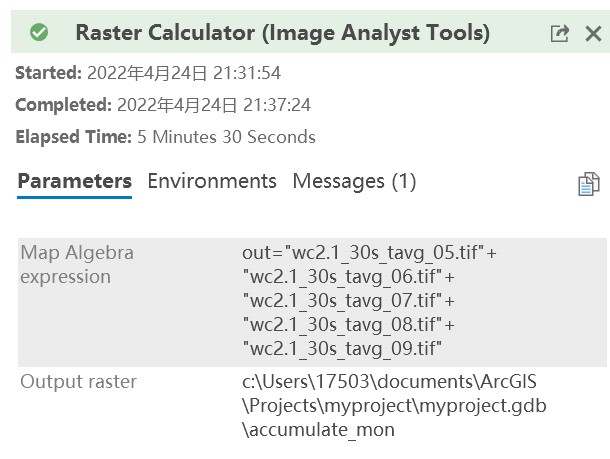 Raster Calculator (Image Analyst Tools)
Started: 2022年4月24日 21:31:54
Completed: 2022年4月24日 21:37:24
Elapsed Time: 5 Minutes 30 Seconds
Parameters Environments Messages (1)
Map Algebra expression
out="wc2.1_30s_tavg_05.tif"+
"wc2.1_30s_tavg_06.tif"+
"wc2.1_30s_tavg_07.tif"+
"wc2.1_30s_tavg_08.tif"+
"wc2.1_30s_tavg_09.tif"
Output raster
c:\Users\17503\documents\ArcGIS
\Projects\myproject\myproject.gdb
\accumulate_mon